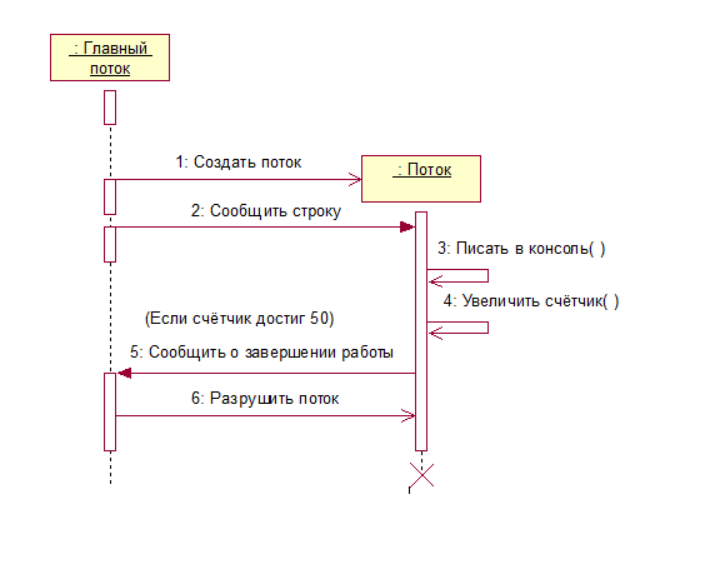 : Главный
поток
1: Создать поток
: Поток
2: Сообщить строку
3: Писать в консоль( )
4: Увеличить счётчик( )
(Если счётчик достиг 50)
5: Сообщить о завершении работы
6: Разрушить поток